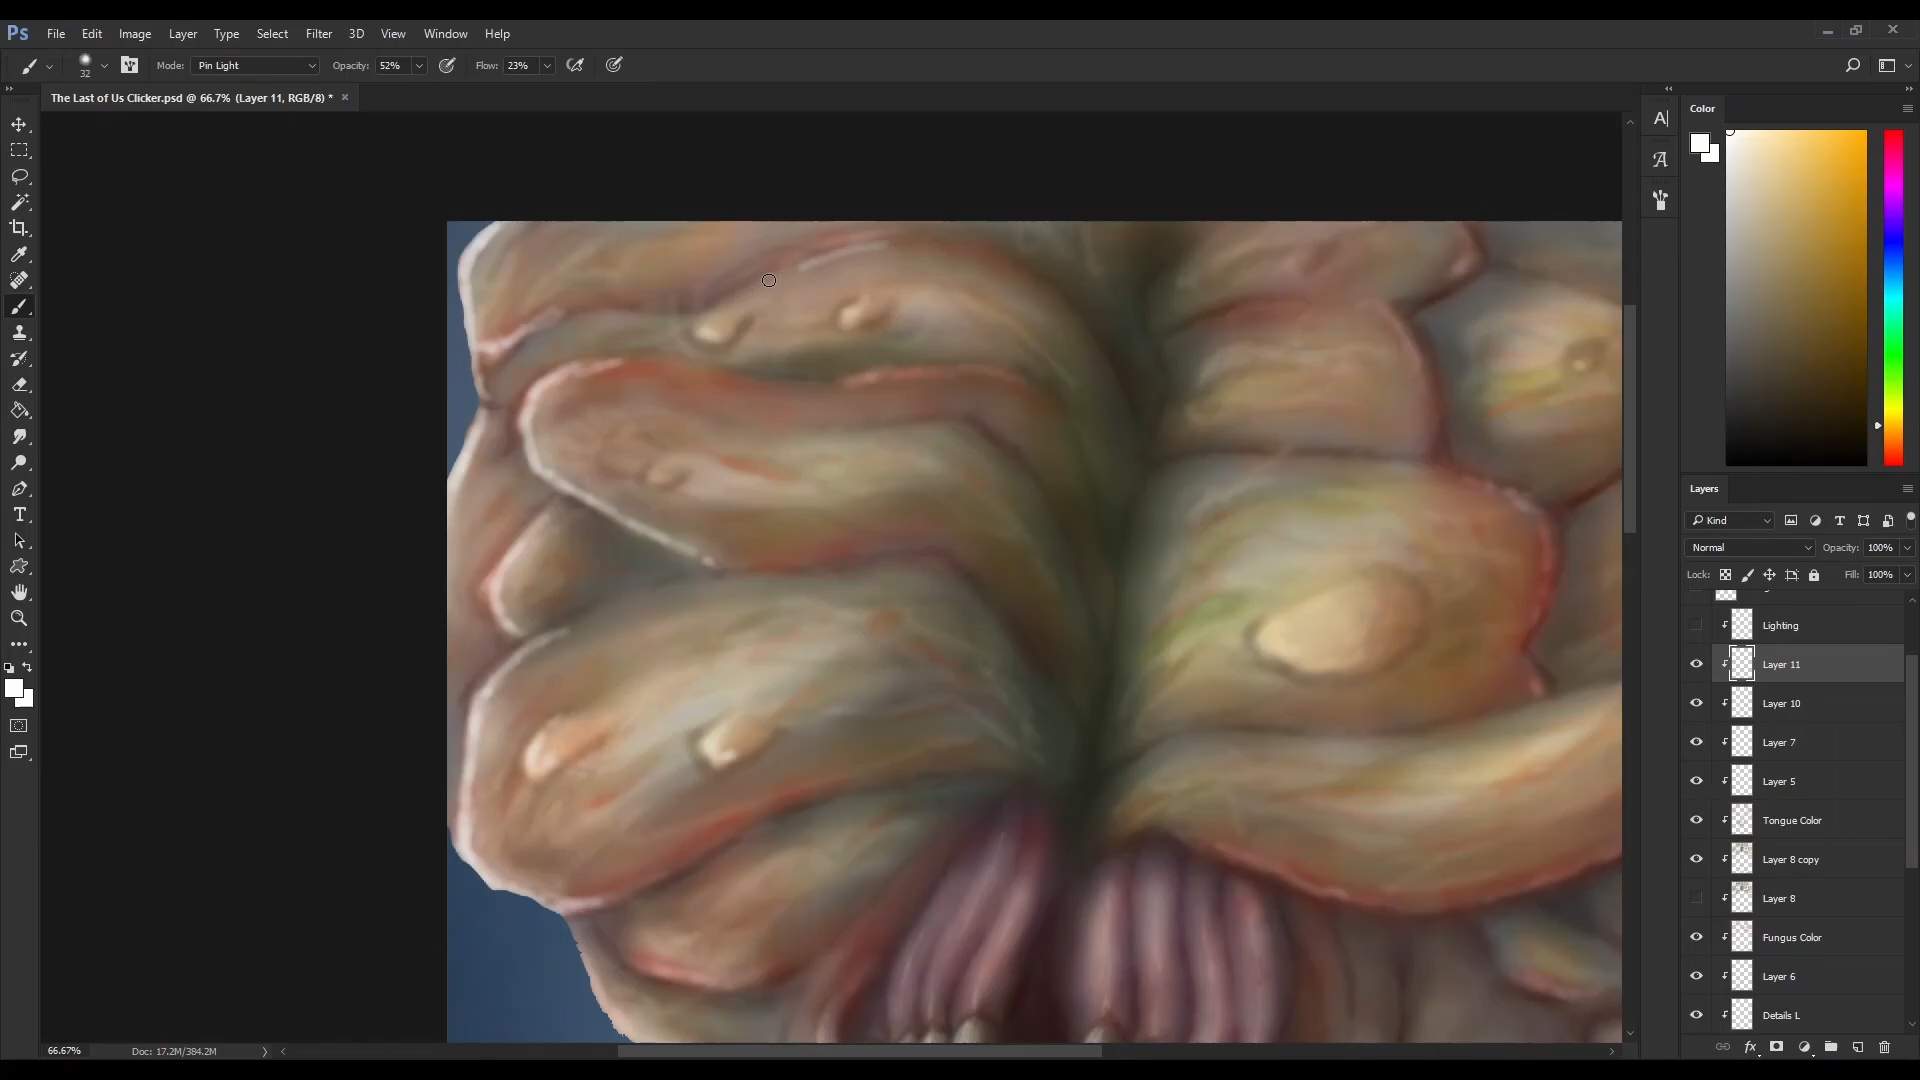 Ps File Edit Image Layer Type Select Filter 3D View Window Help
32 Mode: Pin Light Opacity: 52% Flow: 23%
The Last of Us Clicker.psd @ 66.7% (Layer 11, RGB/8) * ×
Color
Layers
Kind
Normal Opacity: 100%
Lock: Fill: 100%
Lighting
Layer 11
Layer 10
Layer 7
Layer 5
Tongue Color
Layer 8 copy
Layer 8
Fungus Color
Layer 6
Details L
66.67% Doc: 17.2M/384.2M